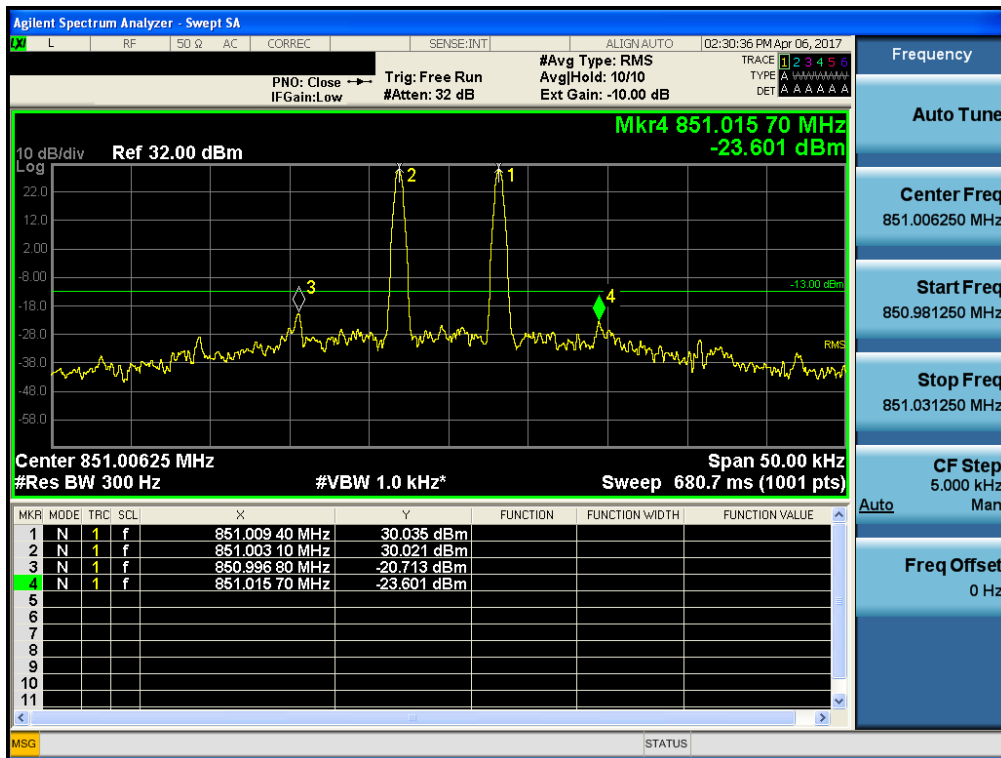 Agilent Spectrum Analyzer - Swept SA
LXI L RF 50 Ω AC CORREC SENSE:INT ALIGN AUTO 02:30:36 PM Apr 06, 2017
PNO: Close
IFGain:Low
Trig: Free Run
#Atten: 32 dB
#Avg Type: RMS
Avg|Hold: 10/10
Ext Gain: -10.00 dB
TRACE 1 2 3 4 5 6
TYPE A WWWWW
DET A A A A A A
Mkr4 851.015 70 MHz
-23.601 dBm
10 dB/div Ref 32.00 dBm
Log
22.0
12.0
2.00
-8.00
-18.0
-28.0
-38.0
-48.0
-58.0
2
1
3
4
-13.00 dBm
RMS
Center 851.00625 MHz Span 50.00 kHz
#Res BW 300 Hz #VBW 1.0 kHz* Sweep 680.7 ms (1001 pts)
MKR MODE TRC SCL X Y FUNCTION FUNCTION WIDTH FUNCTION VALUE
1 N 1 f 851.009 40 MHz 30.035 dBm
2 N 1 f 851.003 10 MHz 30.021 dBm
3 N 1 f 850.996 80 MHz -20.713 dBm
4 N 1 f 851.015 70 MHz -23.601 dBm
5
6
7
8
9
10
11
MSG STATUS
Frequency
Auto Tune
Center Freq
851.006250 MHz
Start Freq
850.981250 MHz
Stop Freq
851.031250 MHz
CF Step
5.000 kHz
Auto Man
Freq Offset
0 Hz